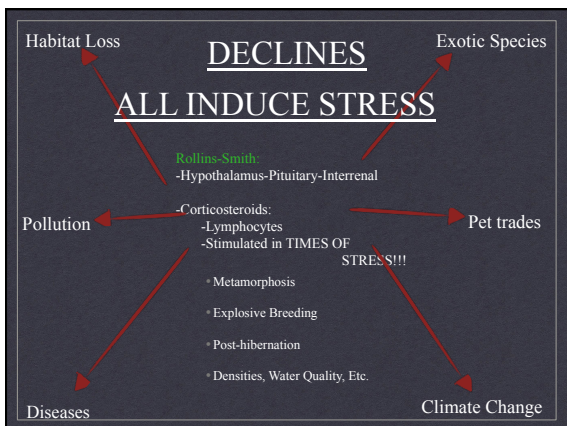 Habitat Loss
DECLINES
Exotic Species
ALL INDUCE STRESS
Rollins-Smith:
-Hypothalamus-Pituitary-Interrenal
-Corticosteroids:
-Lymphocytes
-Stimulated in TIMES OF
STRESS!!!
Pollution
Pet trades
•Metamorphosis
•Explosive Breeding
•Post-hibernation
•Densities, Water Quality, Etc.
Diseases
Climate Change